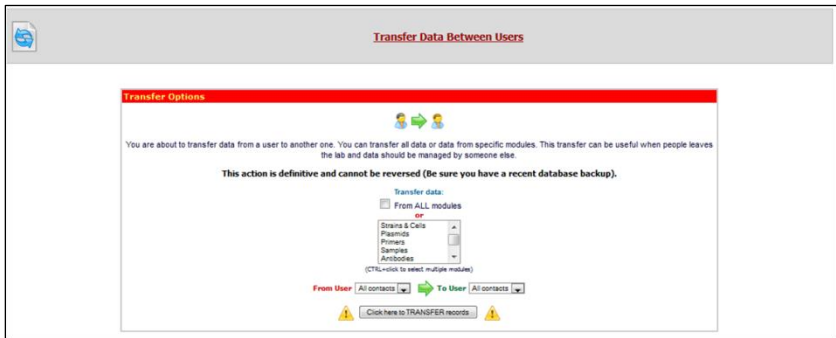 Transfer Data Between Users
Transfer Options
You are about to transfer data from a user to another one. You can transfer all data or data from specific modules. This transfer can be useful when people leaves
the lab and data should be managed by someone else.
This action is definitive and cannot be reversed (Be sure you have a recent database backup).
Transfer data:
From ALL modules
or
Strains & Cells
Plasmids
Primers
Samples
Antibodies
(CTRL+click to select multiple modules)
From User All contacts To User All contacts
Click here to TRANSFER records